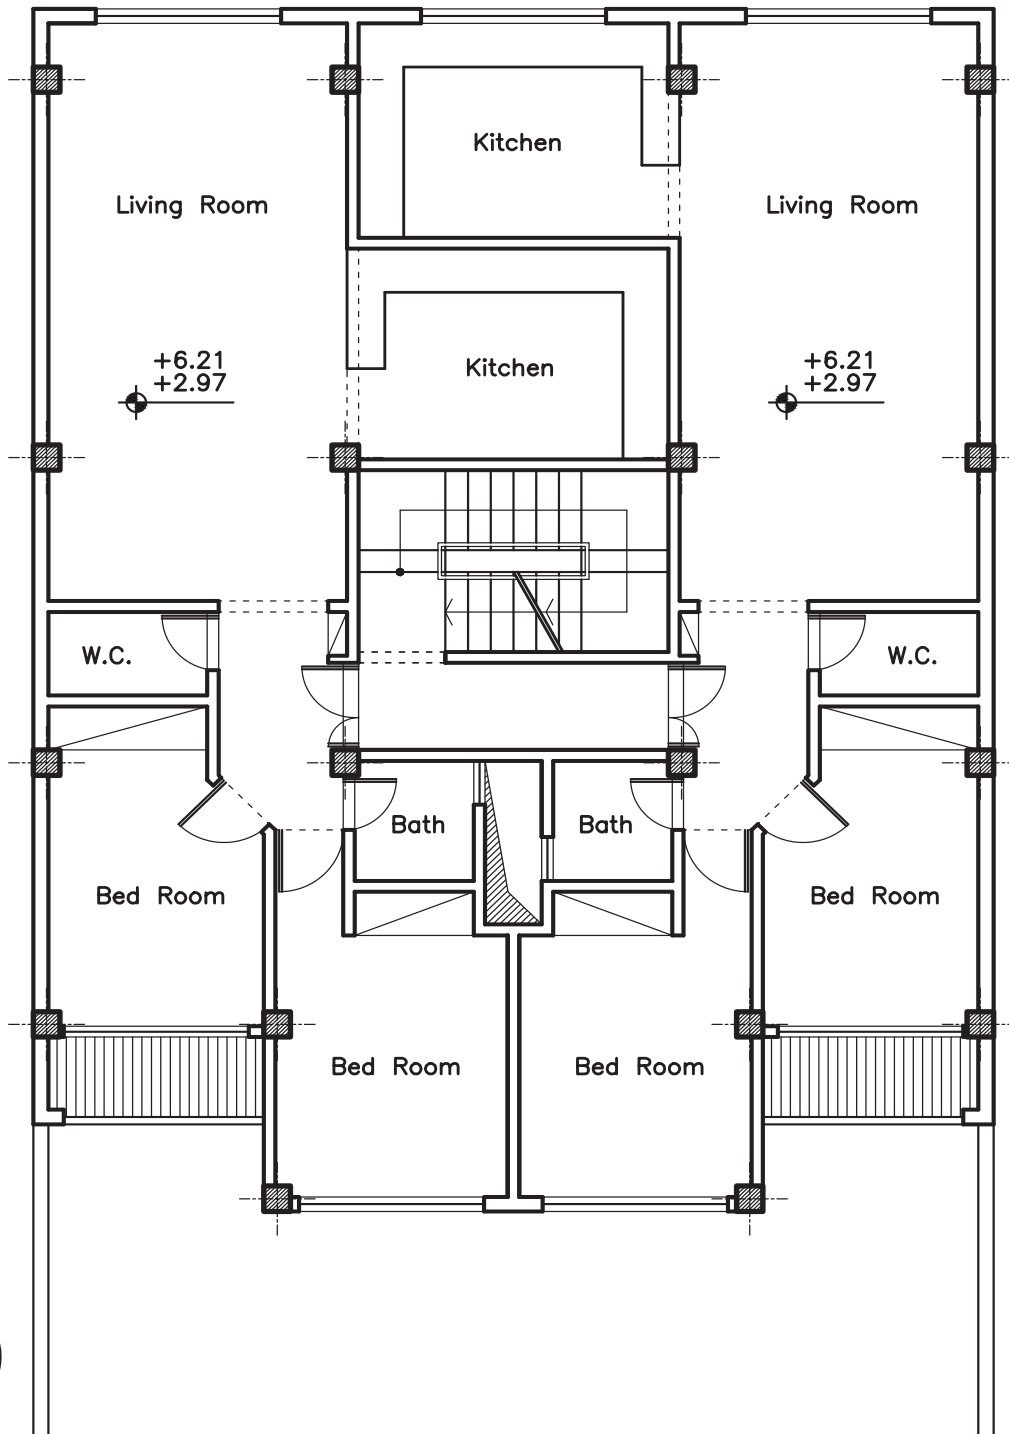 Kitchen
Living Room
Living Room
+6.21
+2.97
Kitchen
+6.21
+2.97
W.C.
W.C.
Bath
Bath
Bed Room
Bed Room
Bed Room
Bed Room